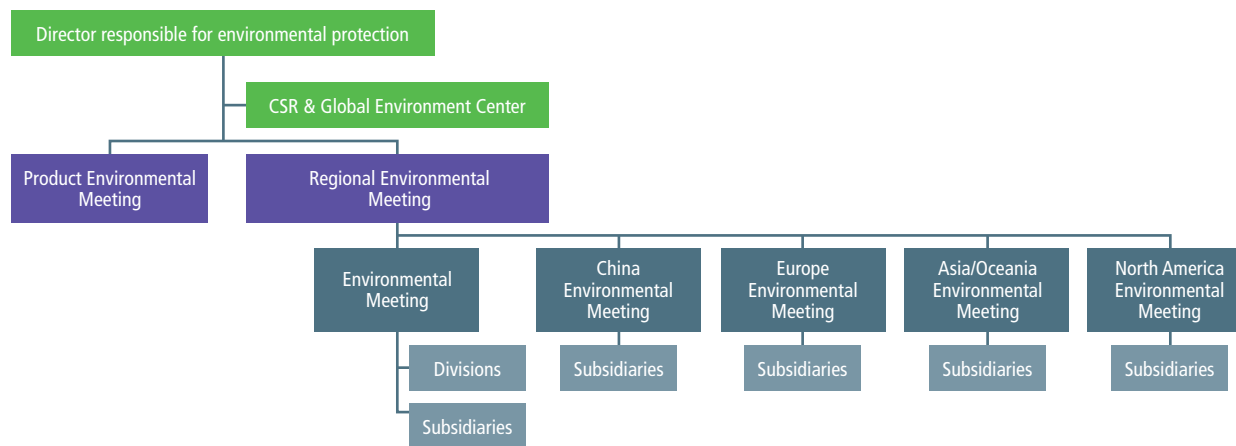 Director responsible for environmental protection
CSR & Global Environment Center
Product Environmental
Meeting
Regional Environmental
Meeting
Environmental
Meeting
China
Environmental
Meeting
Europe
Environmental
Meeting
Asia/Oceania
Environmental
Meeting
North America
Environmental
Meeting
Divisions
Subsidiaries
Subsidiaries
Subsidiaries
Subsidiaries
Subsidiaries